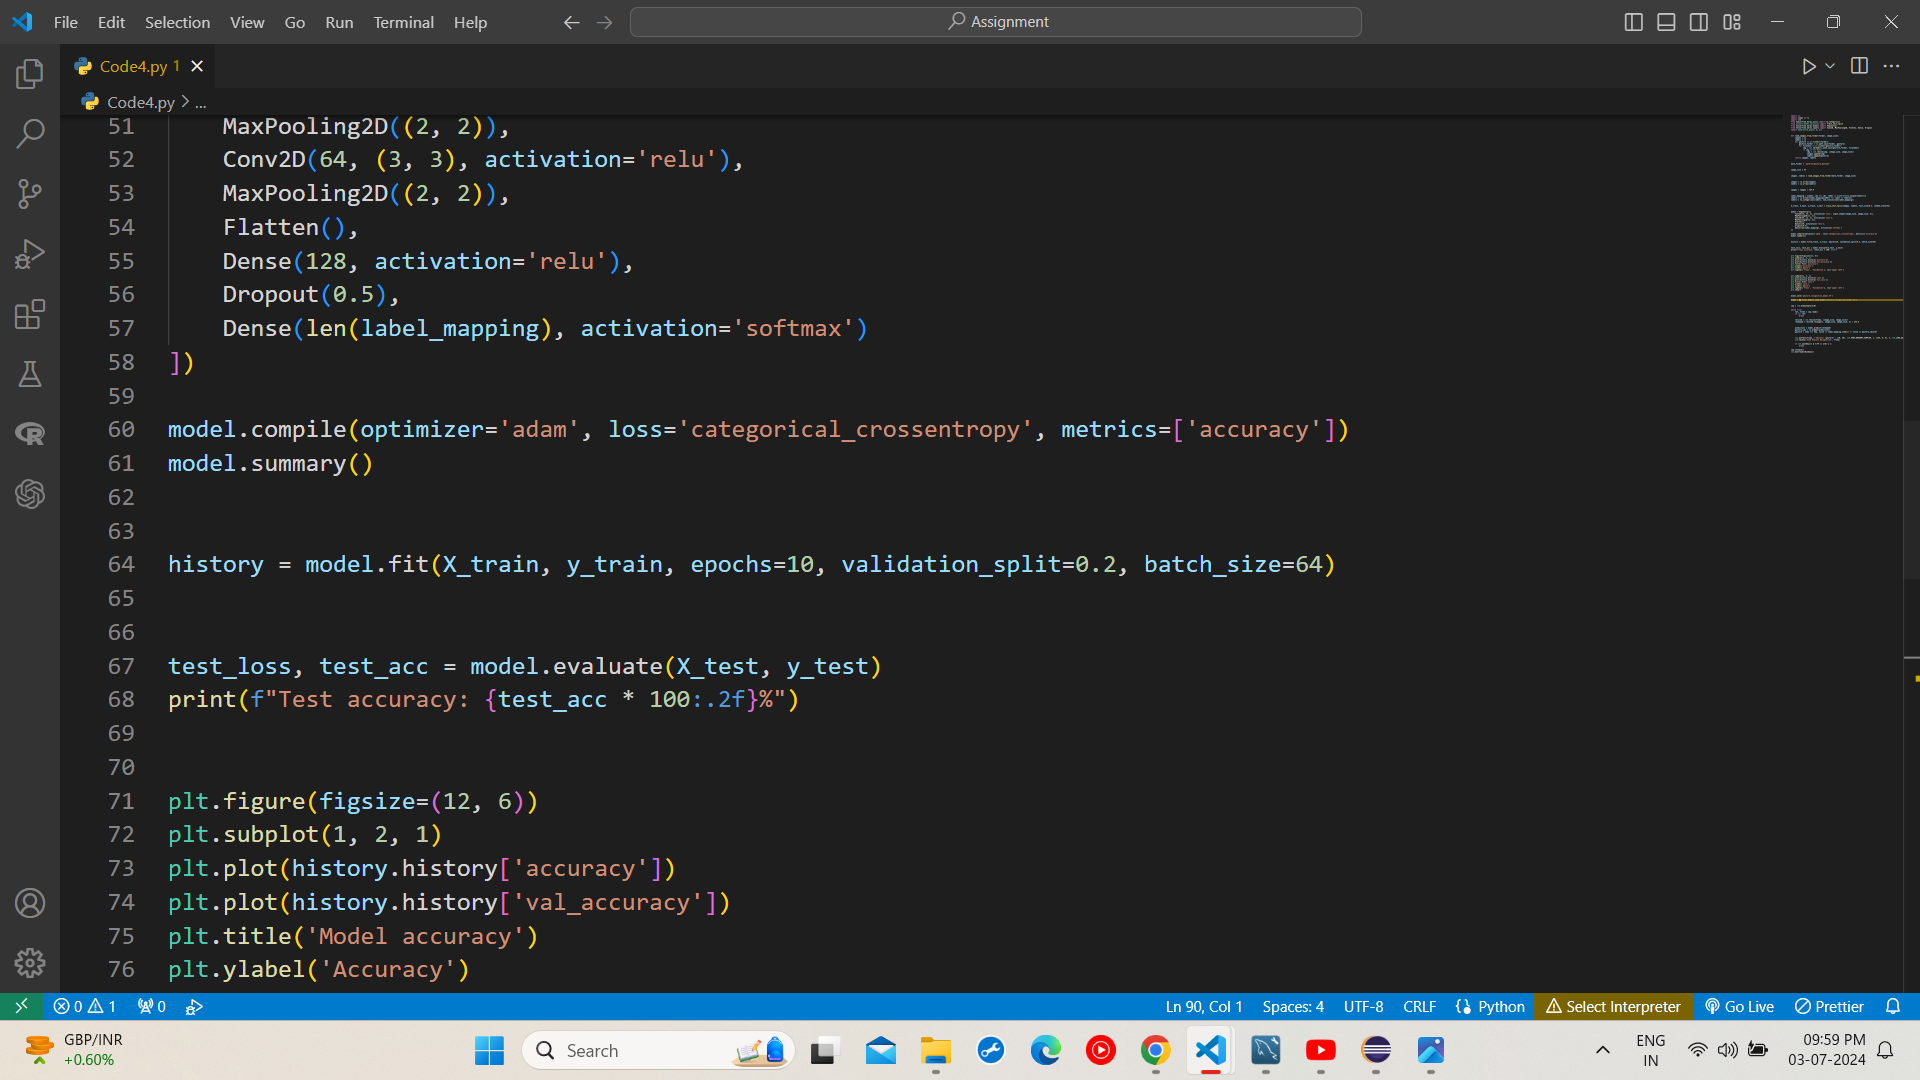 File Edit Selection View Go Run Terminal Help
Assignment
Code4.py 1
Code4.py > ...
51 MaxPooling2D((2, 2)),
52 Conv2D(64, (3, 3), activation='relu'),
53 MaxPooling2D((2, 2)),
54 Flatten(),
55 Dense(128, activation='relu'),
56 Dropout(0.5),
57 Dense(len(label_mapping), activation='softmax')
58 ])
59
60 model.compile(optimizer='adam', loss='categorical_crossentropy', metrics=['accuracy'])
61 model.summary()
62
63
64 history = model.fit(X_train, y_train, epochs=10, validation_split=0.2, batch_size=64)
65
66
67 test_loss, test_acc = model.evaluate(X_test, y_test)
68 print(f"Test accuracy: {test_acc * 100:.2f}%")
69
70
71 plt.figure(figsize=(12, 6))
72 plt.subplot(1, 2, 1)
73 plt.plot(history.history['accuracy'])
74 plt.plot(history.history['val_accuracy'])
75 plt.title('Model accuracy')
76 plt.ylabel('Accuracy')
0 1 0 Ln 90, Col 1 Spaces: 4 UTF-8 CRLF Python Select Interpreter Go Live Prettier
GBP/INR
+0.60%
Search
ENG
IN
09:59 PM
03-07-2024